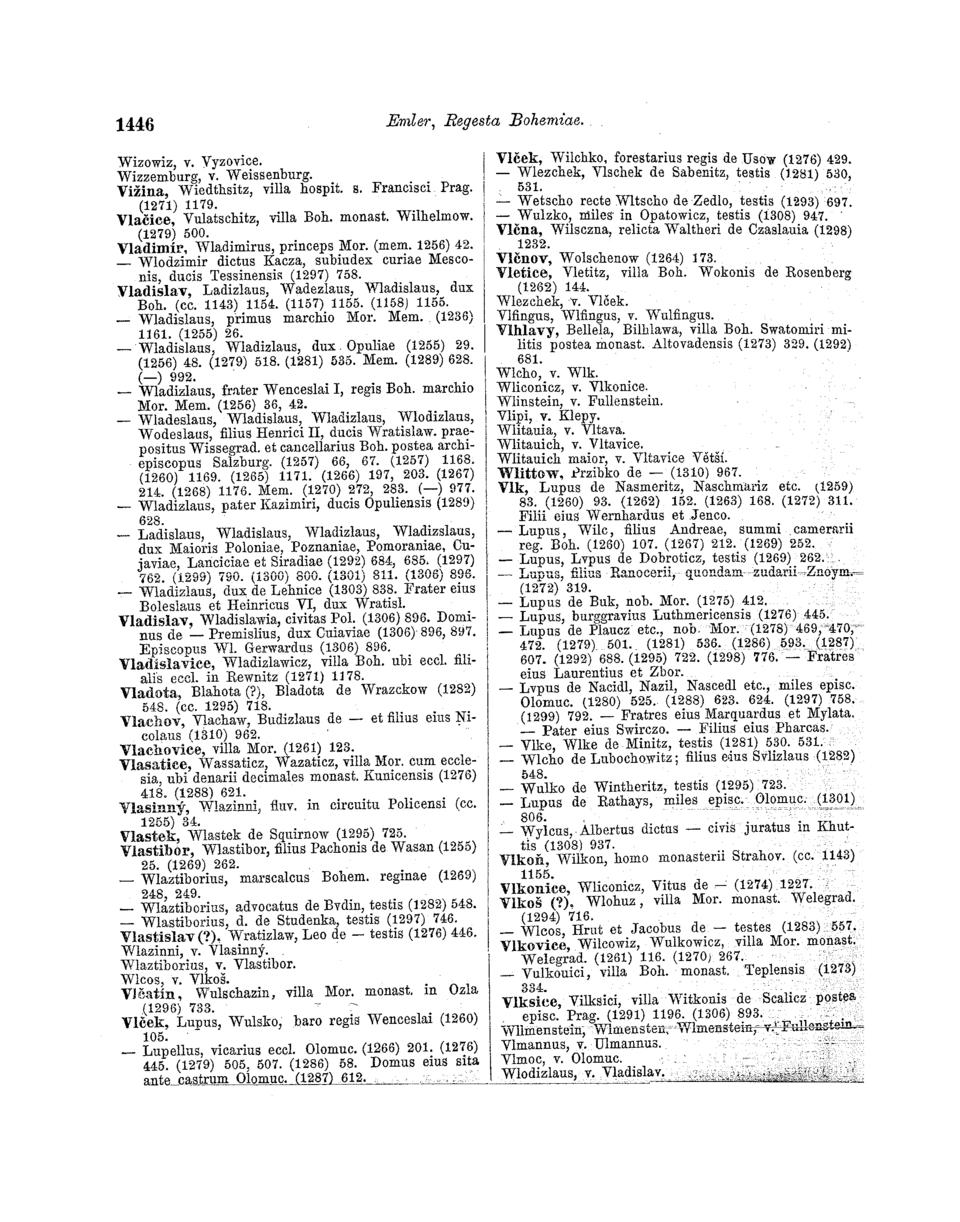 1446
Emler, Regesta Bohemiae.
Wizowiz, v. Vyzovice.
Wizzemburg, v. Weissenburg.
Vižina, Wiedthsitz, villa hospit. s. Francisci Prag.
(1271) 1179.
Vlačice, Vulatschitz, villa Boh. monast. Wilhelmow.
(1279) 500.
Vladimír, Wladimirus, princeps Mor. (mem. 1256) 42.
— Wlodzimir dictus Kacza, subiudex curiae Mesco-
nis, ducis Tessinensis (1297) 758.
Vladislav, Ladizlaus, Wadezlaus, Wladislaus, dux
Boh. (cc. 1143) 1154. (1157) 1155. (1158) 1155.
— Wladislaus, primus marchio Mor. Mem. (1236)
1161. (1255) 26.
— Wladislaus, Wladizlaus, dux Opuliae (1255) 29.
(1256) 48. (1279) 518. (1281) 535. Mem. (1289) 628.
(—) 992.
— Wladizlaus, frater Wenceslai I, regis Boh. marchio
Mor. Mem. (1256) 36, 42.
— Wladeslaus, Wladislaus, Wladizlaus, Wlodizlaus,
Wodeslaus, filius Henrici II, ducis Wratislaw. prae-
positus Wissegrad. et cancellarius Boh. postea archi-
episcopus Salzburg. (1257) 66, 67. (1257) 1168.
(1260) 1169. (1265) 1171. (1266) 197, 203. (1267)
214. (1268) 1176. Mem. (1270) 272, 283. (—) 977.
— Wladizlaus, pater Kazimiri, ducis Opuliensis (1289)
628.
— Ladislaus, Wladislaus, Wladizlaus, Wladizslaus,
dux Maioris Poloniae, Poznaniae, Pomoraniae, Cu-
javiae, Lanciciae et Siradiae (1292) 684, 685. (1297)
762. (1299) 790. (1300) 800. (1301) 811. (1306) 896.
— Wladizlaus, dux de Lehnice (1303) 838. Frater eius
Boleslaus et Heinricus VI, dux Wratisl.
Vladislav, Wladislawia, civitas Pol. (1306) 896. Domi-
nus de — Premislius, dux Cuiaviae (1306) 896, 897.
Episcopus Wl. Gerwardus (1306) 896.
Vladislavice, Wladizlawicz, villa Boh. ubi eccl. fili-
alis eccl. in Rewnitz (1271) 1178.
Vladota, Blahota (?), Bladota de Wrazckow (1282)
548. (cc. 1295) 718.
Vlachov, Vlachaw, Budizlaus de — et filius eius Ni-
colaus (1310) 962.
Vlachovice, villa Mor. (1261) 123.
Vlasatice, Wassaticz, Wazaticz, villa Mor. cum eccle-
sia, ubi denarii decimales monast. Kunicensis (1276)
418. (1288) 621.
Vlasinný, Wlazinni, fluv. in circuitu Policensi (cc.
1255) 34.
Vlastek, Wlastek de Squirnow (1295) 725.
Vlastibor, Wlastibor, filius Pachonis de Wasan (1255)
25. (1269) 262.
— Wlaztiborius, marscalcus Bohem. reginae (1269)
248, 249.
— Wlaztiborius, advocatus de Bvdin, testis (1282) 548.
— Wlastiborius, d. de Studenka, testis (1297) 746.
Vlastislav (?), Wratizlaw, Leo de — testis (1276) 446.
Wlazinni, v. Vlasinný.
Wlaztiborius, v. Vlastibor.
Wlcos, v. Vlkoš.
Vlčatín, Wulschazin, villa Mor. monast. in Ozla
(1296) 733.
Vlček, Lupus, Wulsko, baro regis Wenceslai (1260)
105.
— Lupellus, vicarius eccl. Olomuc. (1266) 201. (1276)
445. (1279) 505, 507. (1286) 58. Domus eius sita
ante castrum Olomuc. (1287) 612.
Vlček, Wilchko, forestarius regis de Usow (1276) 429.
— Wlezchek, Vlschek de Sabenitz, testis (1281) 530,
531.
— Wetscho recte Wltscho de Zedlo, testis (1293) 697.
— Wulzko, miles in Opatowicz, testis (1308) 947.
Vlčna, Wilsczna, relicta Waltheri de Czaslauia (1298)
1232.
Vlčnov, Wolschenow (1264) 173.
Vletice, Vletitz, villa Boh. Wokonis de Rosenberg
(1262) 144.
Wlezchek, v. Vlček.
Vlfingus, Wlfingus, v. Wulfingus.
Vlhlavy, Bellela, Bilhlawa, villa Boh. Swatomiri mi-
litis postea monast. Altovadensis (1273) 329. (1292)
681.
Wlcho, v. Wlk.
Wliconicz, v. Vlkonice.
Wlinstein, v. Fullenstein.
Vlipi, v. Klepy.
Wlitauia, v. Vltava.
Wlitauich, v. Vltavice.
Wlitauich maior, v. Vltavice Větší.
Wlittow, Przibko de — (1310) 967.
Vlk, Lupus de Nasmeritz, Naschmariz etc. (1259)
83. (1260) 93. (1262) 152. (1263) 168. (1272) 311.
Filii eius Wernhardus et Jenco.
— Lupus, Wilc, filius Andreae, summi camerarii
reg. Boh. (1260) 107. (1267) 212. (1269) 252.
— Lupus, Lvpus de Dobroticz, testis (1269) 262.
— Lupus, filius Ranocerii, quondam zudarii Znoym.
(1272) 319.
— Lupus de Buk, nob. Mor. (1275) 412.
— Lupus, burggravius Luthmericensis (1276) 445.
— Lupus de Plaucz etc., nob. Mor. (1278) 469, 470,
472. (1279) 501. (1281) 536. (1286) 593. (1287)
607. (1292) 688. (1295) 722. (1298) 776. — Fratres
eius Laurentius et Zbor.
— Lvpus de Nacidl, Nazil, Nascedl etc., miles episc.
Olomuc. (1280) 525. (1288) 623. 624. (1297) 758.
(1299) 792. — Fratres eius Marquardus et Mylata.
— Pater eius Swirczo. — Filius eius Pharcas.
— Vlke, Wlke de Minitz, testis (1281) 530. 531.
— Wlcho de Lubochowitz; filius eius Svlizlaus (1282)
548.
— Wulko de Wintheritz, testis (1295) 723.
— Lupus de Rathays, miles episc. Olomuc. (1301)
806.
— Wylcus, Albertus dictus — civis juratus in Khut-
tis (1308) 937.
Vlkoň, Wilkon, homo monasterii Strahov. (cc. 1143)
1155.
Vlkonice, Wliconicz, Vitus de — (1274) 1227.
Vlkoš (?), Wlohuz, villa Mor. monast. Welegrad.
(1294) 716.
— Wlcos, Hrut et Jacobus de — testes (1283) 557.
Vlkovice, Wilcowiz, Wulkowicz, villa Mor. monast.
Welegrad. (1261) 116. (1270) 267.
— Vulkouici, villa Boh. monast. Teplensis (1273)
334.
Vlksice, Vilksici, villa Witkonis de Scalicz postea
episc. Prag. (1291) 1196. (1306) 893.
Wllmenstein, Wlmensten, Wlmenstein, v. Fullenstein.
Vlmannus, v. Ulmannus.
Vlmoc, v. Olomuc.
Wlodizlaus, v. Vladislav.